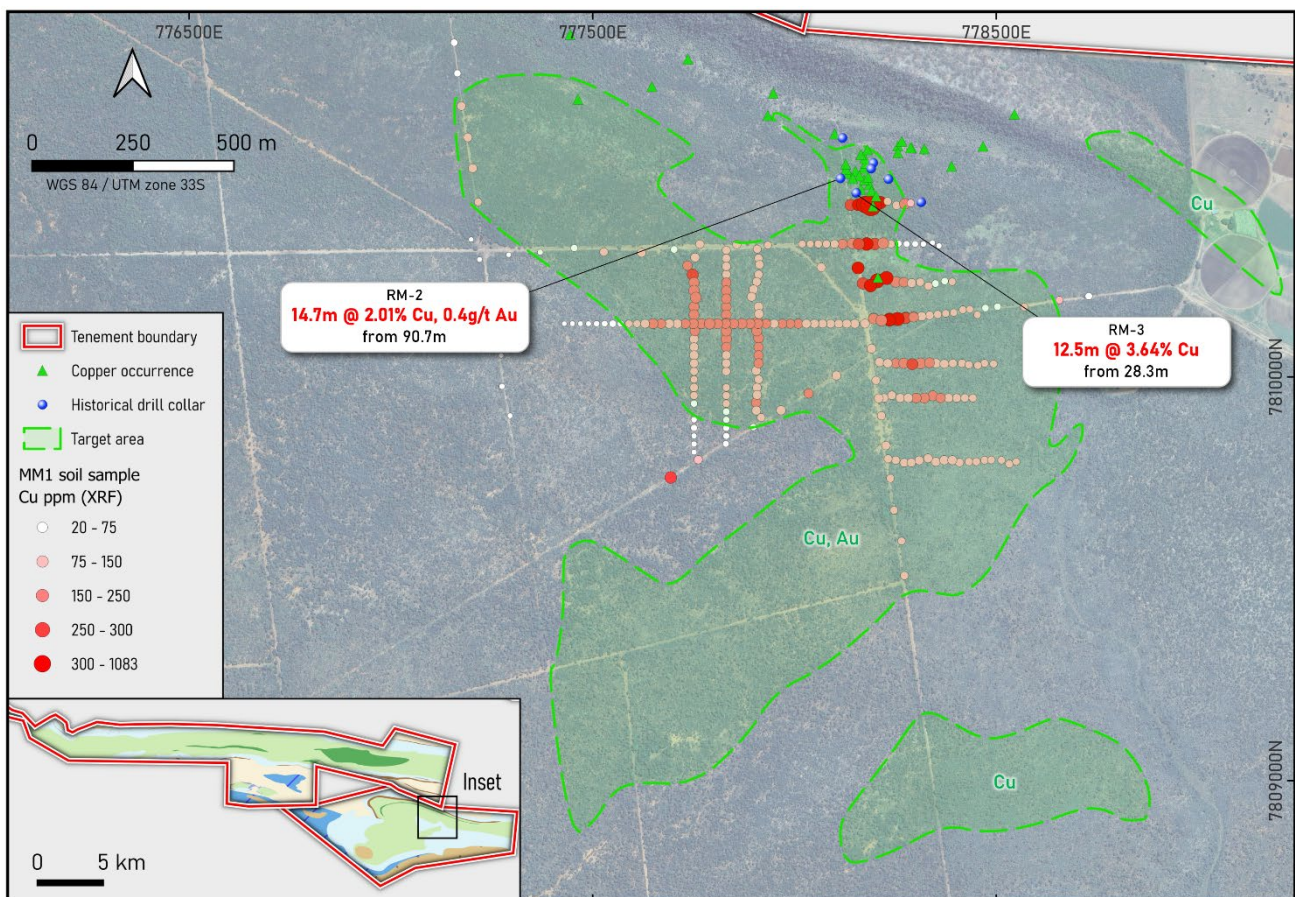 776500E
777500E
778500E
0 250 500 m
WGS 84 / UTM zone 33S
Cu
RM-2
14.7m @ 2.01% Cu, 0.4g/t Au
from 90.7m
RM-3
12.5m @ 3.64% Cu
from 28.3m
7810000N
Tenement boundary
Copper occurrence
Historical drill collar
Target area
MM1 soil sample
Cu ppm (XRF)
20 - 75
75 - 150
150 - 250
250 - 300
300 - 1083
Cu, Au
Cu
7809000N
Inset
0 5 km